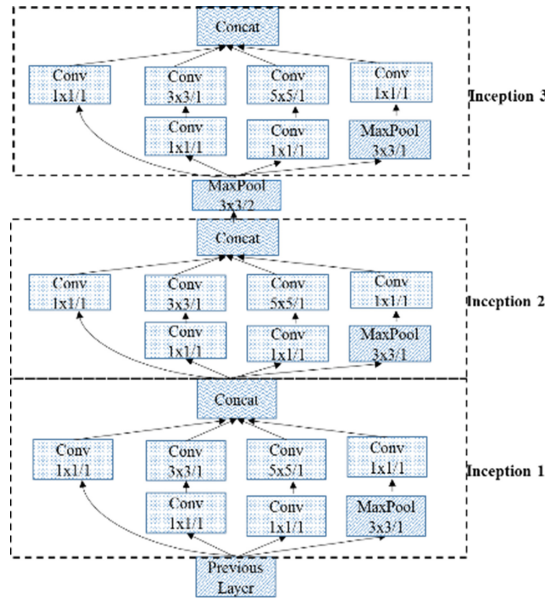 Concat
Conv Conv Conv Conv
1x1/1 3x3/1 5x5/1 1x1/1
Inception 3
Conv Conv MaxPool
1x1/1 1x1/1 3x3/1
MaxPool
3x3/2
Concat
Conv Conv Conv Conv
1x1/1 3x3/1 5x5/1 1x1/1
Inception 2
Conv Conv MaxPool
1x1/1 1x1/1 3x3/1
Concat
Conv Conv Conv Conv
1x1/1 3x3/1 5x5/1 1x1/1
Inception 1
Conv Conv MaxPool
1x1/1 1x1/1 3x3/1
Previous
Layer